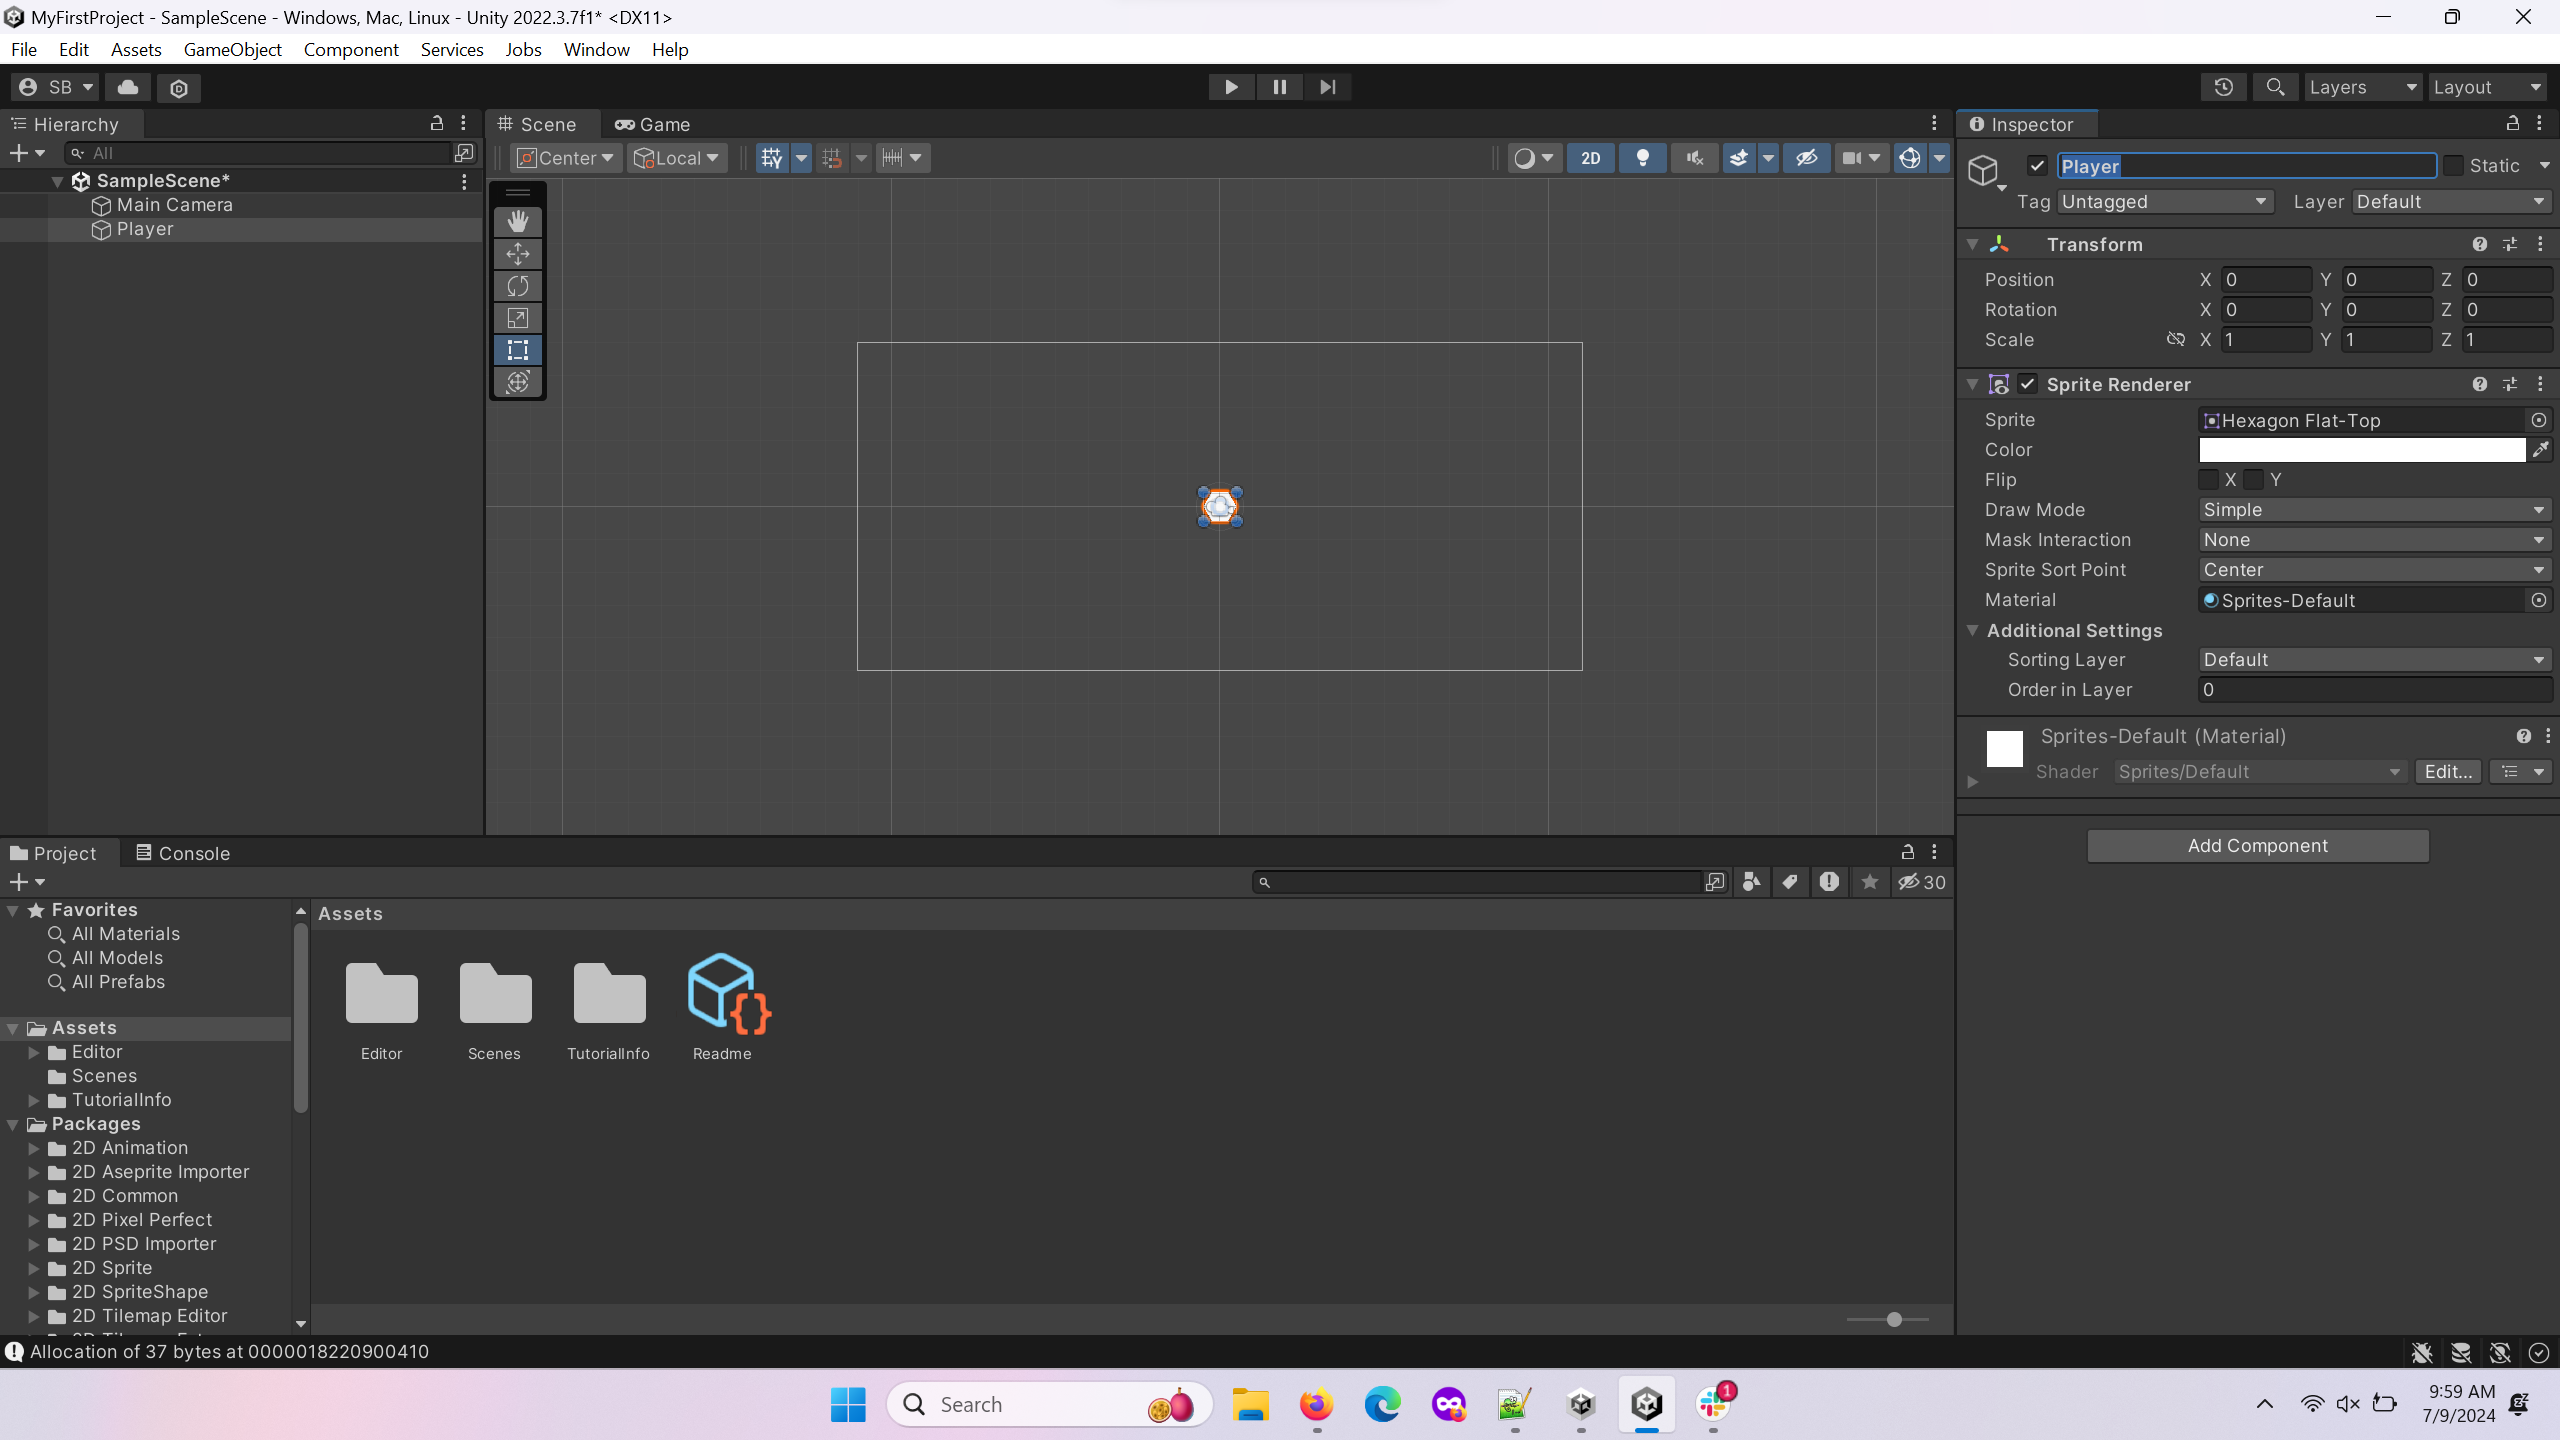 MyFirstProject - SampleScene - Windows, Mac, Linux - Unity 2022.3.7f1* <DX11>
File Edit Assets GameObject Component Services Jobs Window Help
SB Layers Layout
Hierarchy
All
SampleScene*
Main Camera
Player
Scene Game
Center Local 2D
Inspector
Player Static
Tag Untagged Layer Default
Transform
Position X 0 Y 0 Z 0
Rotation X 0 Y 0 Z 0
Scale X 1 Y 1 Z 1
Sprite Renderer
Sprite Hexagon Flat-Top
Color
Flip X Y
Draw Mode Simple
Mask Interaction None
Sprite Sort Point Center
Material Sprites-Default
Additional Settings
Sorting Layer Default
Order in Layer 0
Sprites-Default (Material)
Shader Sprites/Default Edit...
Add Component
Project Console
30
Favorites
All Materials
All Models
All Prefabs
Assets
Editor
Scenes
TutorialInfo
Packages
2D Animation
2D Aseprite Importer
2D Common
2D Pixel Perfect
2D PSD Importer
2D Sprite
2D SpriteShape
2D Tilemap Editor
Assets
Editor Scenes TutorialInfo Readme
Allocation of 37 bytes at 0000018220900410
Search
1
9:59 AM
7/9/2024